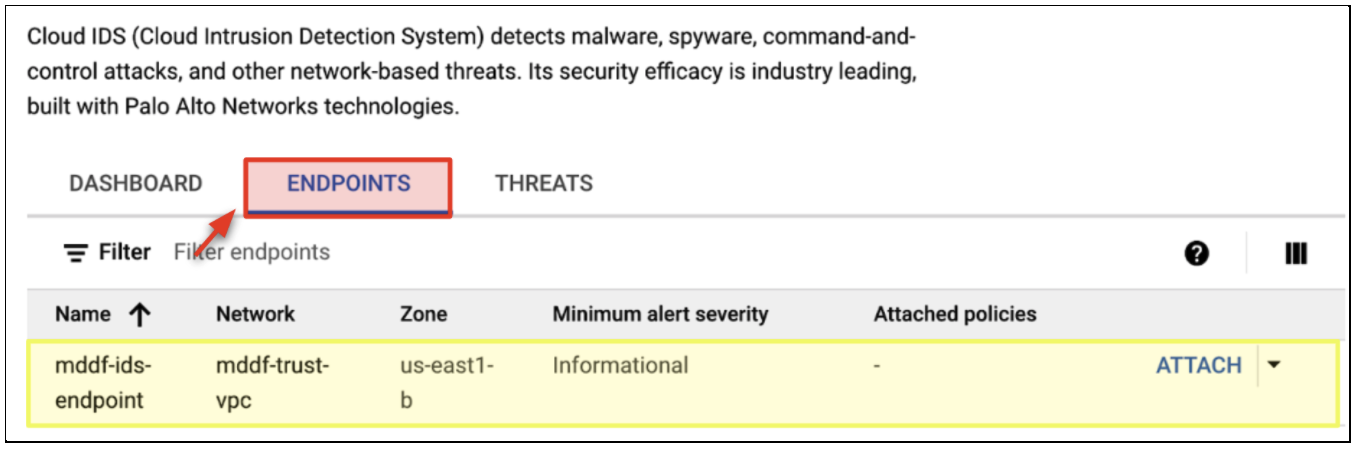 Cloud IDS (Cloud Intrusion Detection System) detects malware, spyware, command-and-
control attacks, and other network-based threats. Its security efficacy is industry leading,
built with Palo Alto Networks technologies.
DASHBOARD ENDPOINTS THREATS
Filter Filter endpoints
Name Network Zone Minimum alert severity Attached policies
mddf-ids- mddf-trust- us-east1- Informational - ATTACH
endpoint vpc b